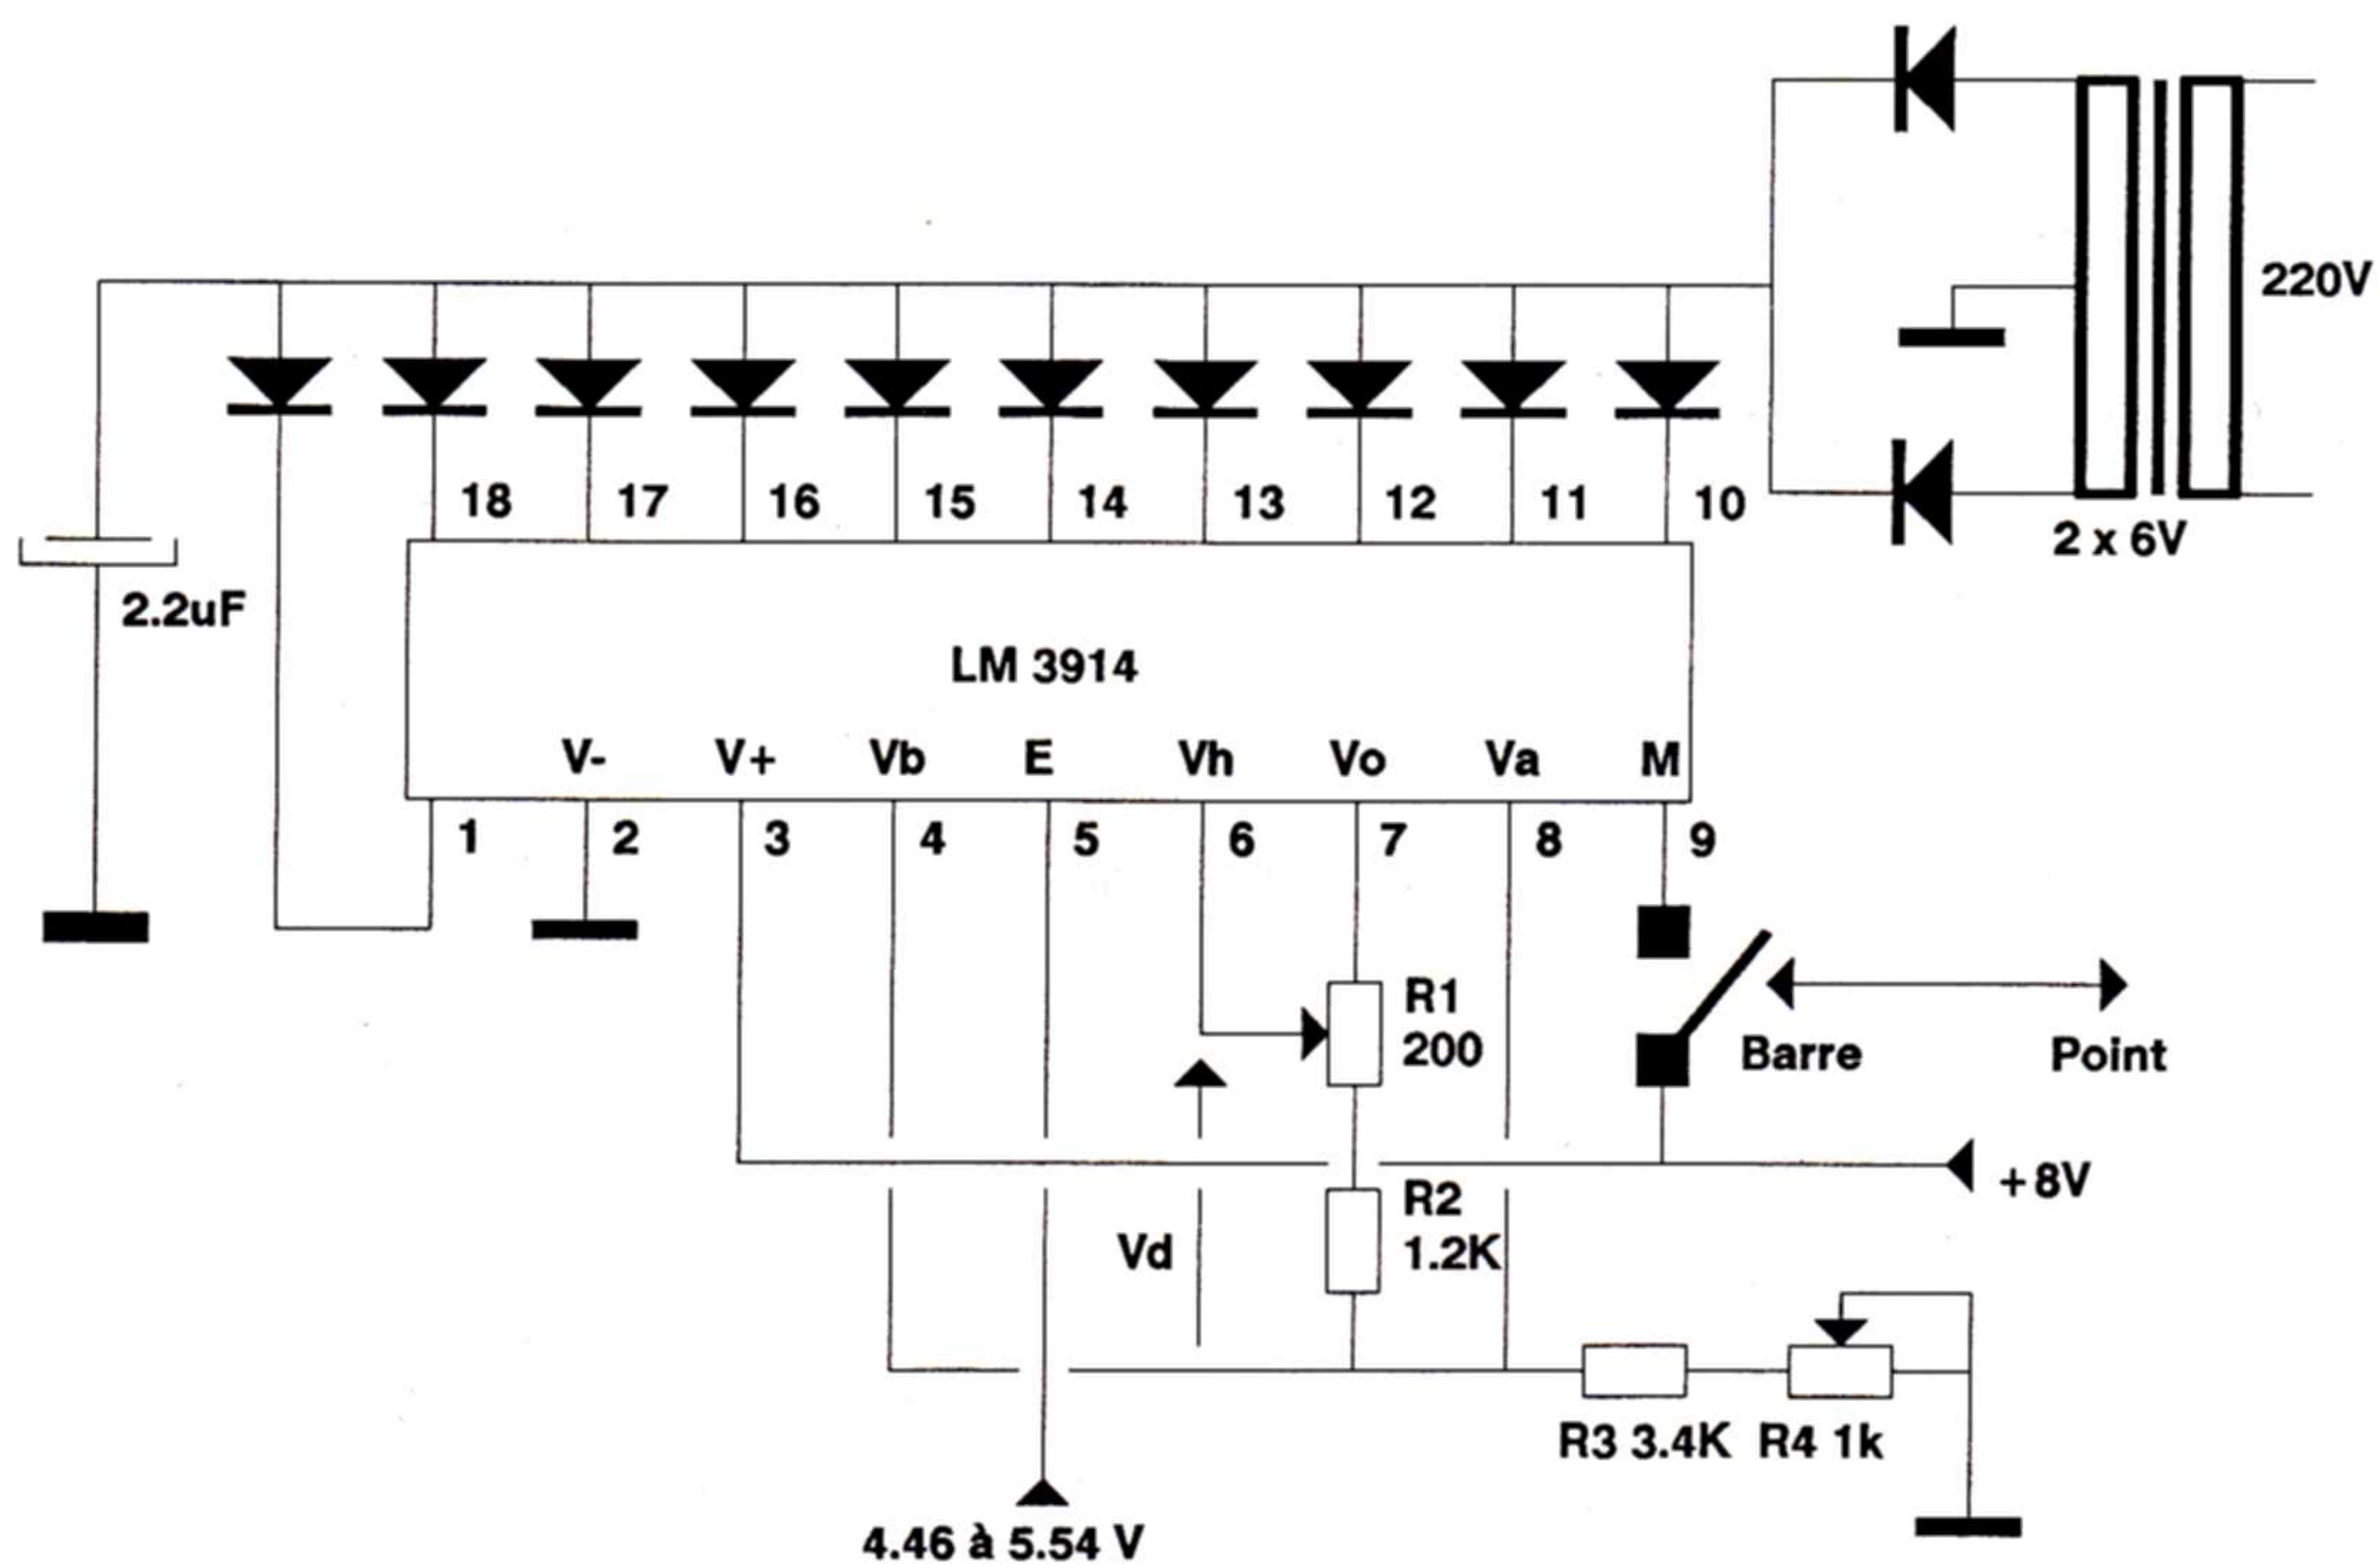 220V
2 x 6V
18 17 16 15 14 13 12 11 10
2.2uF
LM 3914
V- V+ Vb E Vh Vo Va M
1 2 3 4 5 6 7 8 9
R1
200
Barre Point
+8V
R2
1.2K
Vd
R3 3.4K R4 1k
4.46 à 5.54 V